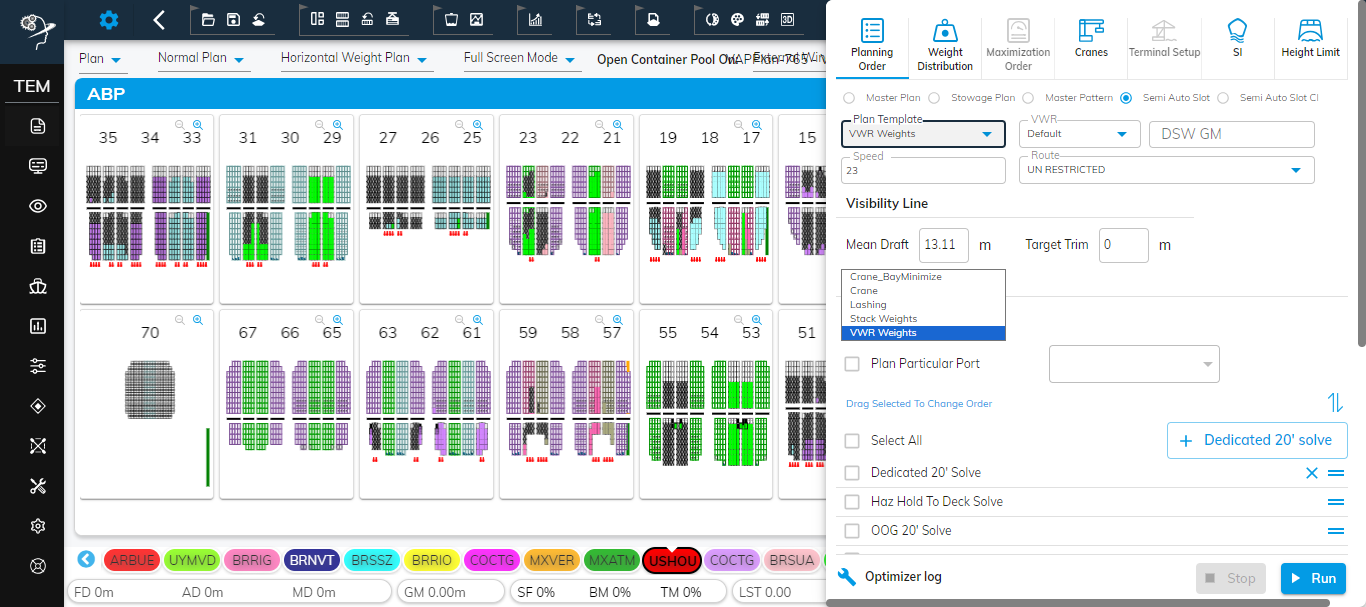 TEM
Plan
Normal Plan
Horizontal Weight Plan
Full Screen Mode
Open Container Pool On
ABP
35 34 33
31 30 29
27 26 25
23 22 21
19 18 17
15
70
67 66 65
63 62 61
59 58 57
55 54 53
51
ARBUE UYMVD BRRIG BRNVT BRSSZ BRRIO COCTG MXVER MXATM USHOU COCTG BRSUA
FD 0m AD 0m MD 0m GM 0.00m SF 0% BM 0% TM 0% LST 0.00
3D
Planning Order
Weight Distribution
Maximization Order
Cranes
Terminal Setup
SI
Height Limit
Master Plan Stowage Plan Master Pattern Semi Auto Slot Semi Auto Slot Cl
Plan Template
VWR Weights
VWR
Default
DSW GM
Speed
23
Route
UN RESTRICTED
Visibility Line
Mean Draft 13.11 m Target Trim 0 m
Crane_BayMinimize
Crane
Lashing
Stack Weights
VWR Weights
Plan Particular Port
Drag Selected To Change Order
Select All
+ Dedicated 20' solve
Dedicated 20' Solve
Haz Hold To Deck Solve
OOG 20' Solve
Optimizer log
Stop
Run